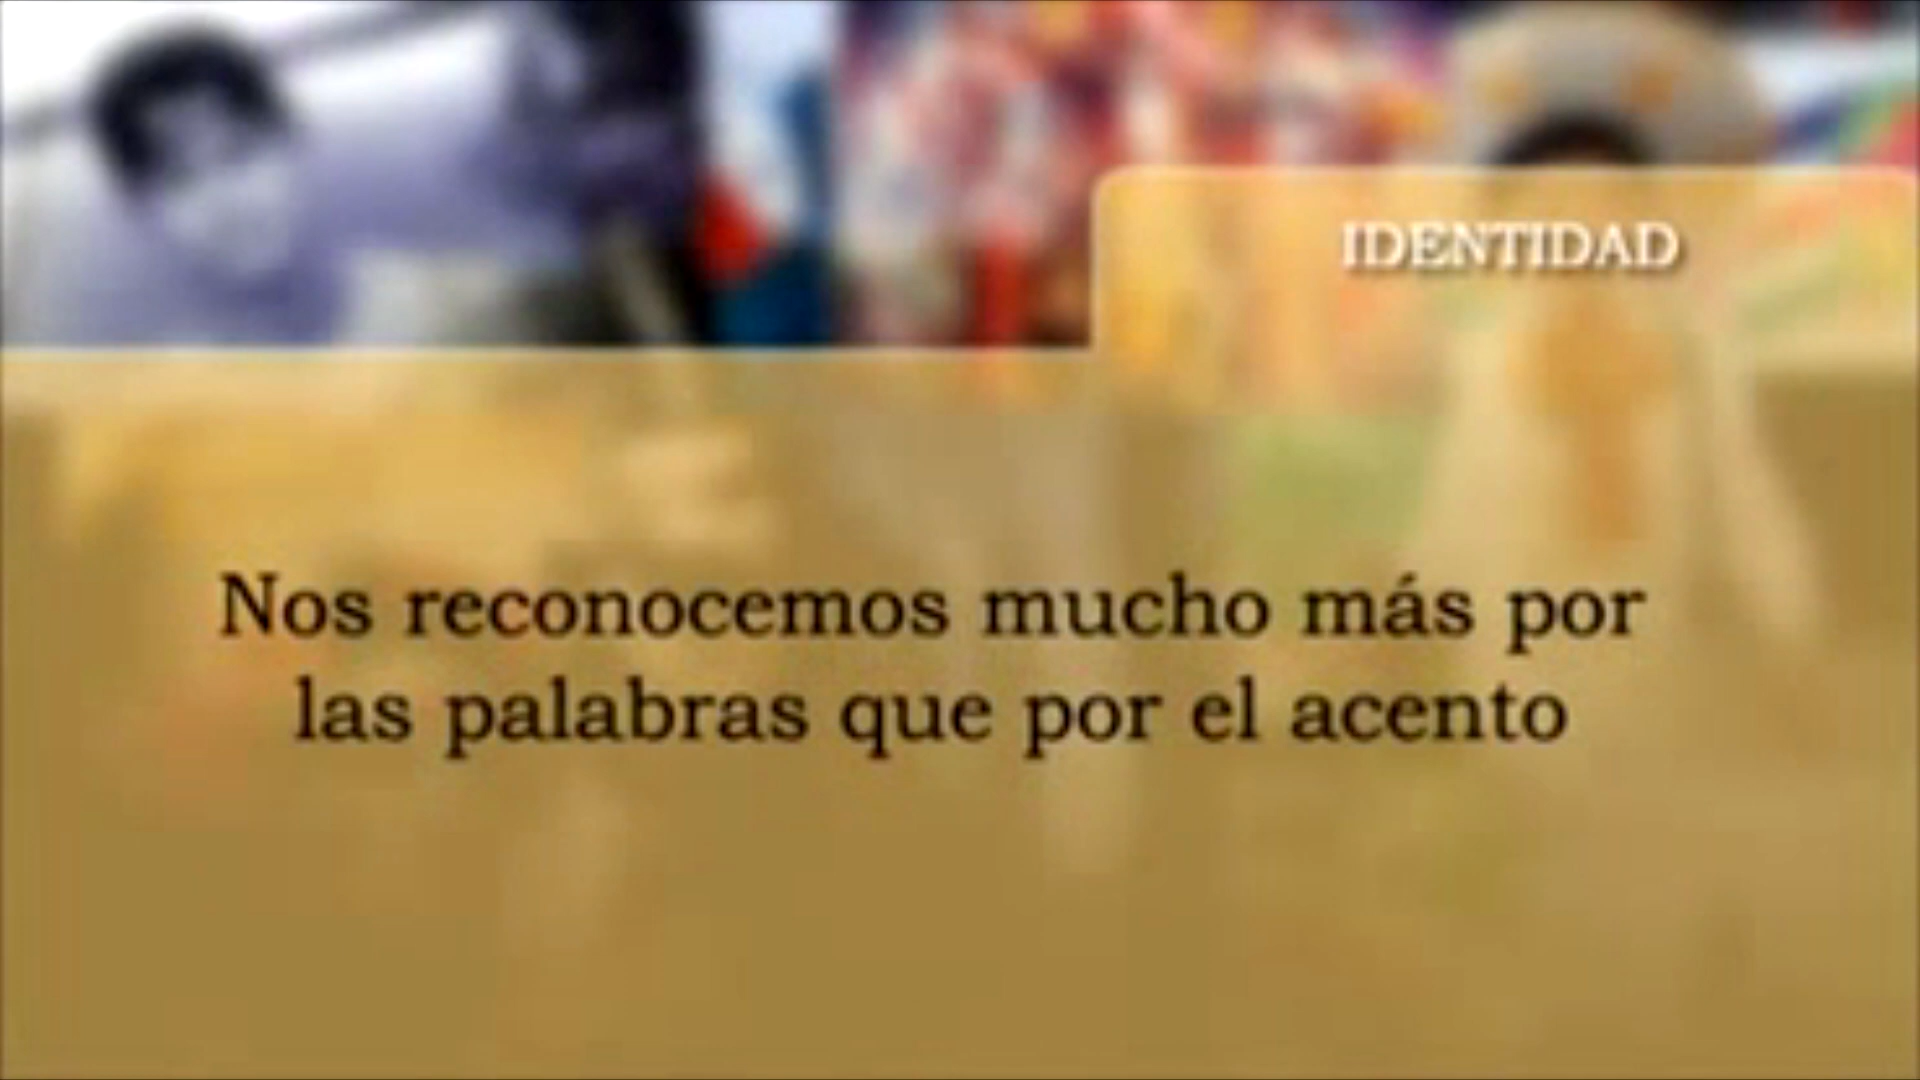 IDENTIDAD
Nos reconocemos mucho más por
las palabras que por el acento